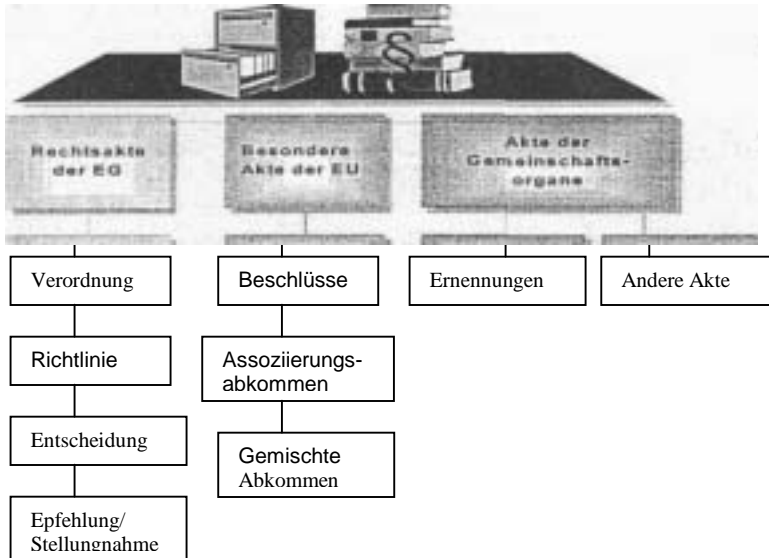 §
Rechtsakte
der EG
Besondere
Akte der EU
Akte der
Gemeinschafts-
organe
Verordnung
Beschlüsse
Ernennungen
Andere Akte
Richtlinie
Assoziierungs-
abkommen
Entscheidung
Gemischte
Abkommen
Epfehlung/
Stellungnahme